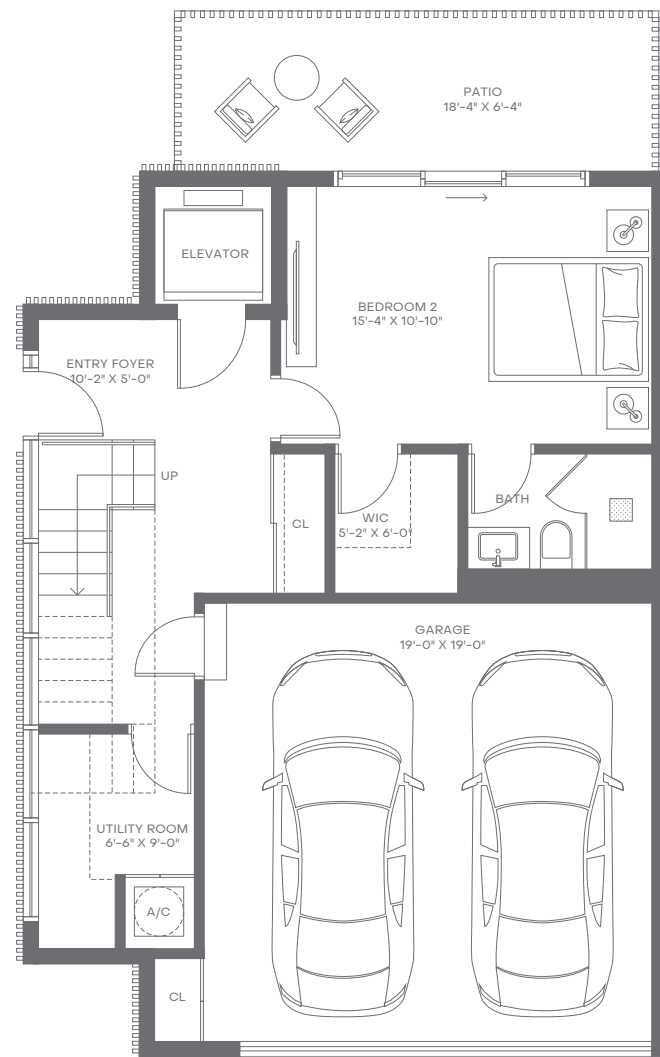 PATIO
18'-4" X 6'-4"
ELEVATOR
BEDROOM 2
15'-4" X 10'-10"
ENTRY FOYER
10'-2" X 5'-0"
UP
BATH
CL
WIC
5'-2" X 6'-0"
GARAGE
19'-0" X 19'-0"
UTILITY ROOM
6'-6" X 9'-0"
A/C
CL